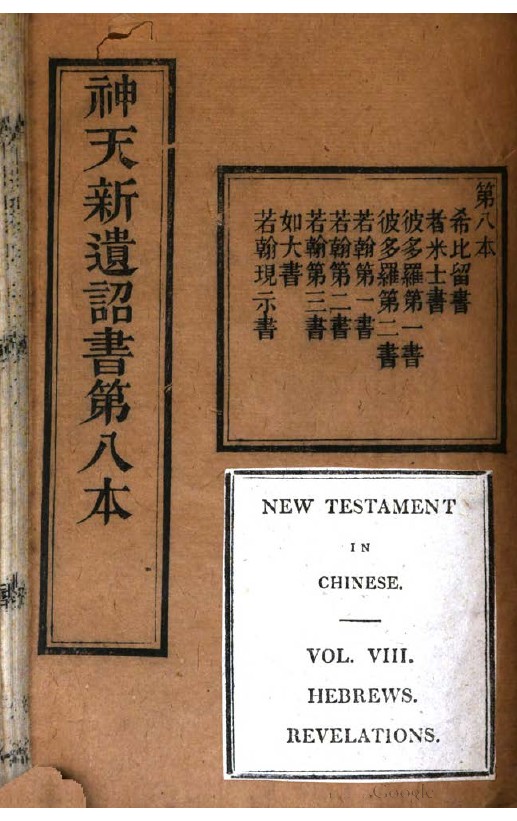 神天新遺詔書第八本
第八本
希比留書
者米士書
彼多羅第一書
彼多羅第二書
若翰第一書
若翰第二書
若翰第三書
如大書
若翰現示書
NEW TESTAMENT
IN
CHINESE.
VOL. VIII.
HEBREWS.
REVELATIONS.